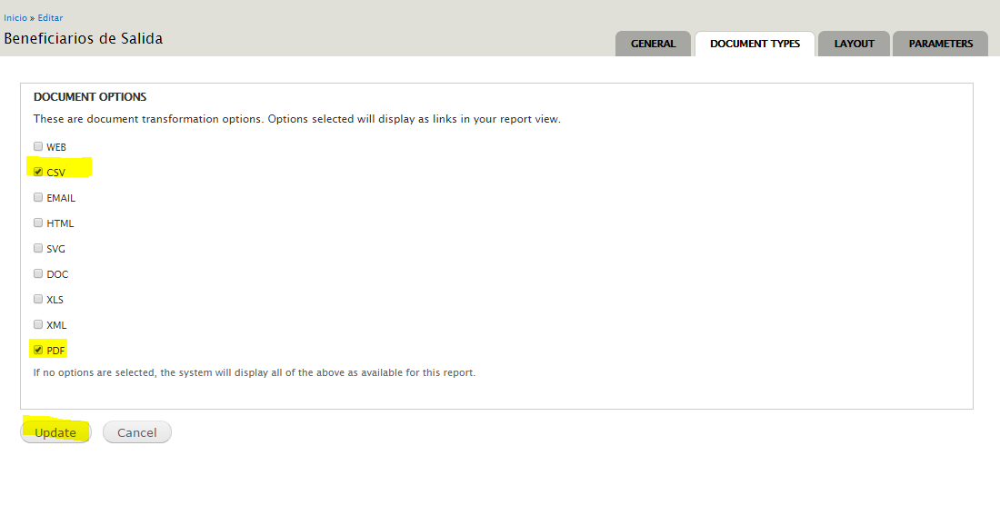 Inicio » Editar
Beneficiarios de Salida
GENERAL
DOCUMENT TYPES
LAYOUT
PARAMETERS
DOCUMENT OPTIONS
These are document transformation options. Options selected will display as links in your report view.
WEB
CSV
EMAIL
HTML
SVG
DOC
XLS
XML
PDF
If no options are selected, the system will display all of the above as available for this report.
Update
Cancel